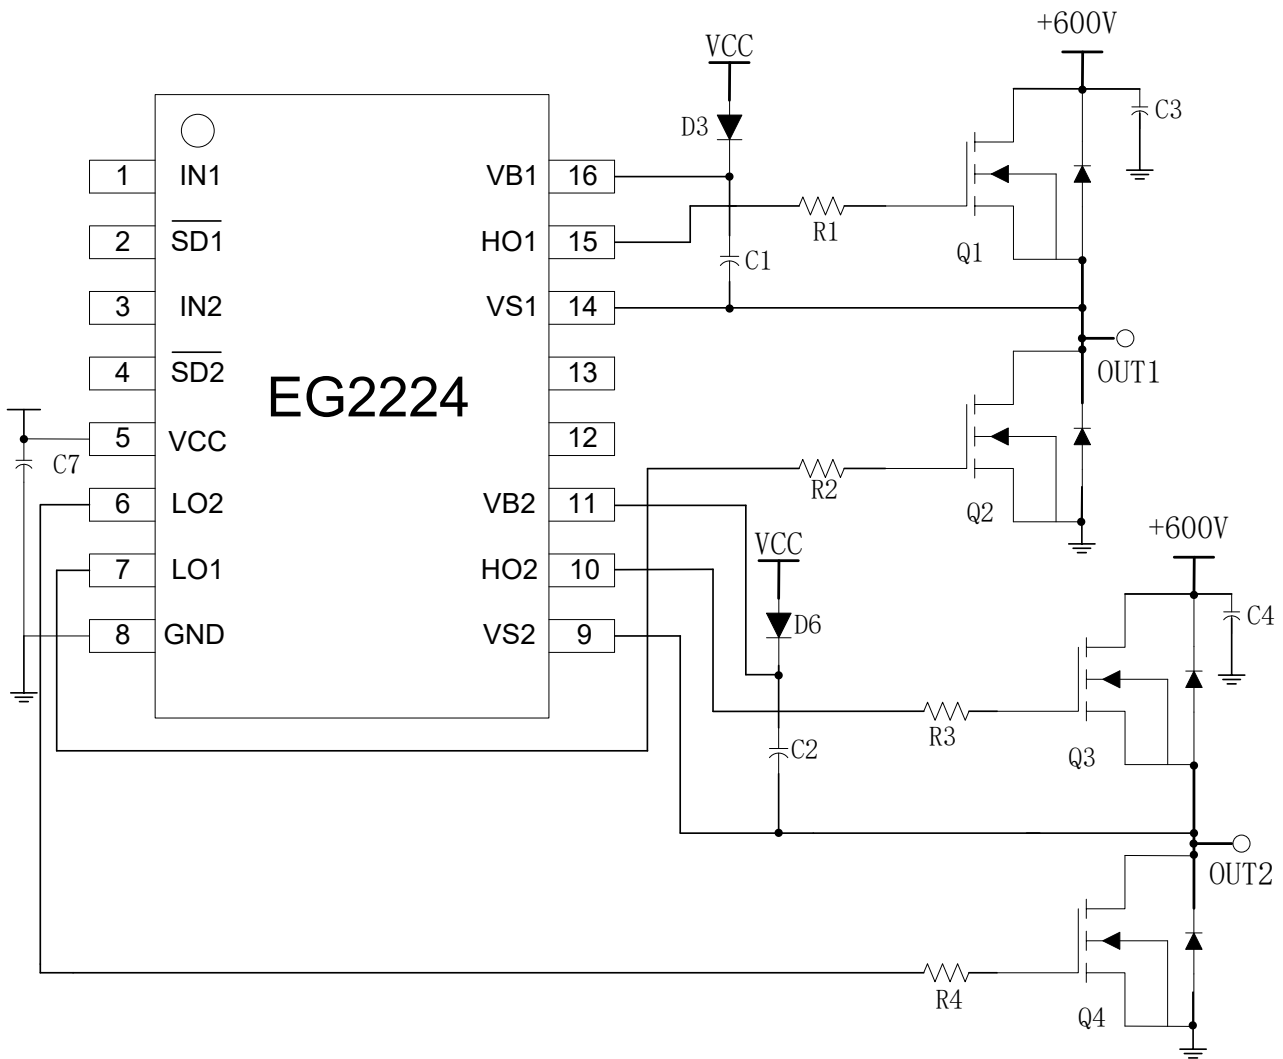 +600V
VCC
C3
D3
1 IN1 VB1 16
R1
2 SD1 HO1 15
Q1
C1
3 IN2 VS1 14
4 SD2 13
OUT1
EG2224
5 VCC 12
C7
R2
6 LO2 VB2 11
Q2
+600V
VCC
7 LO1 HO2 10
C4
D6
8 GND VS2 9
R3
C2
Q3
OUT2
R4
Q4